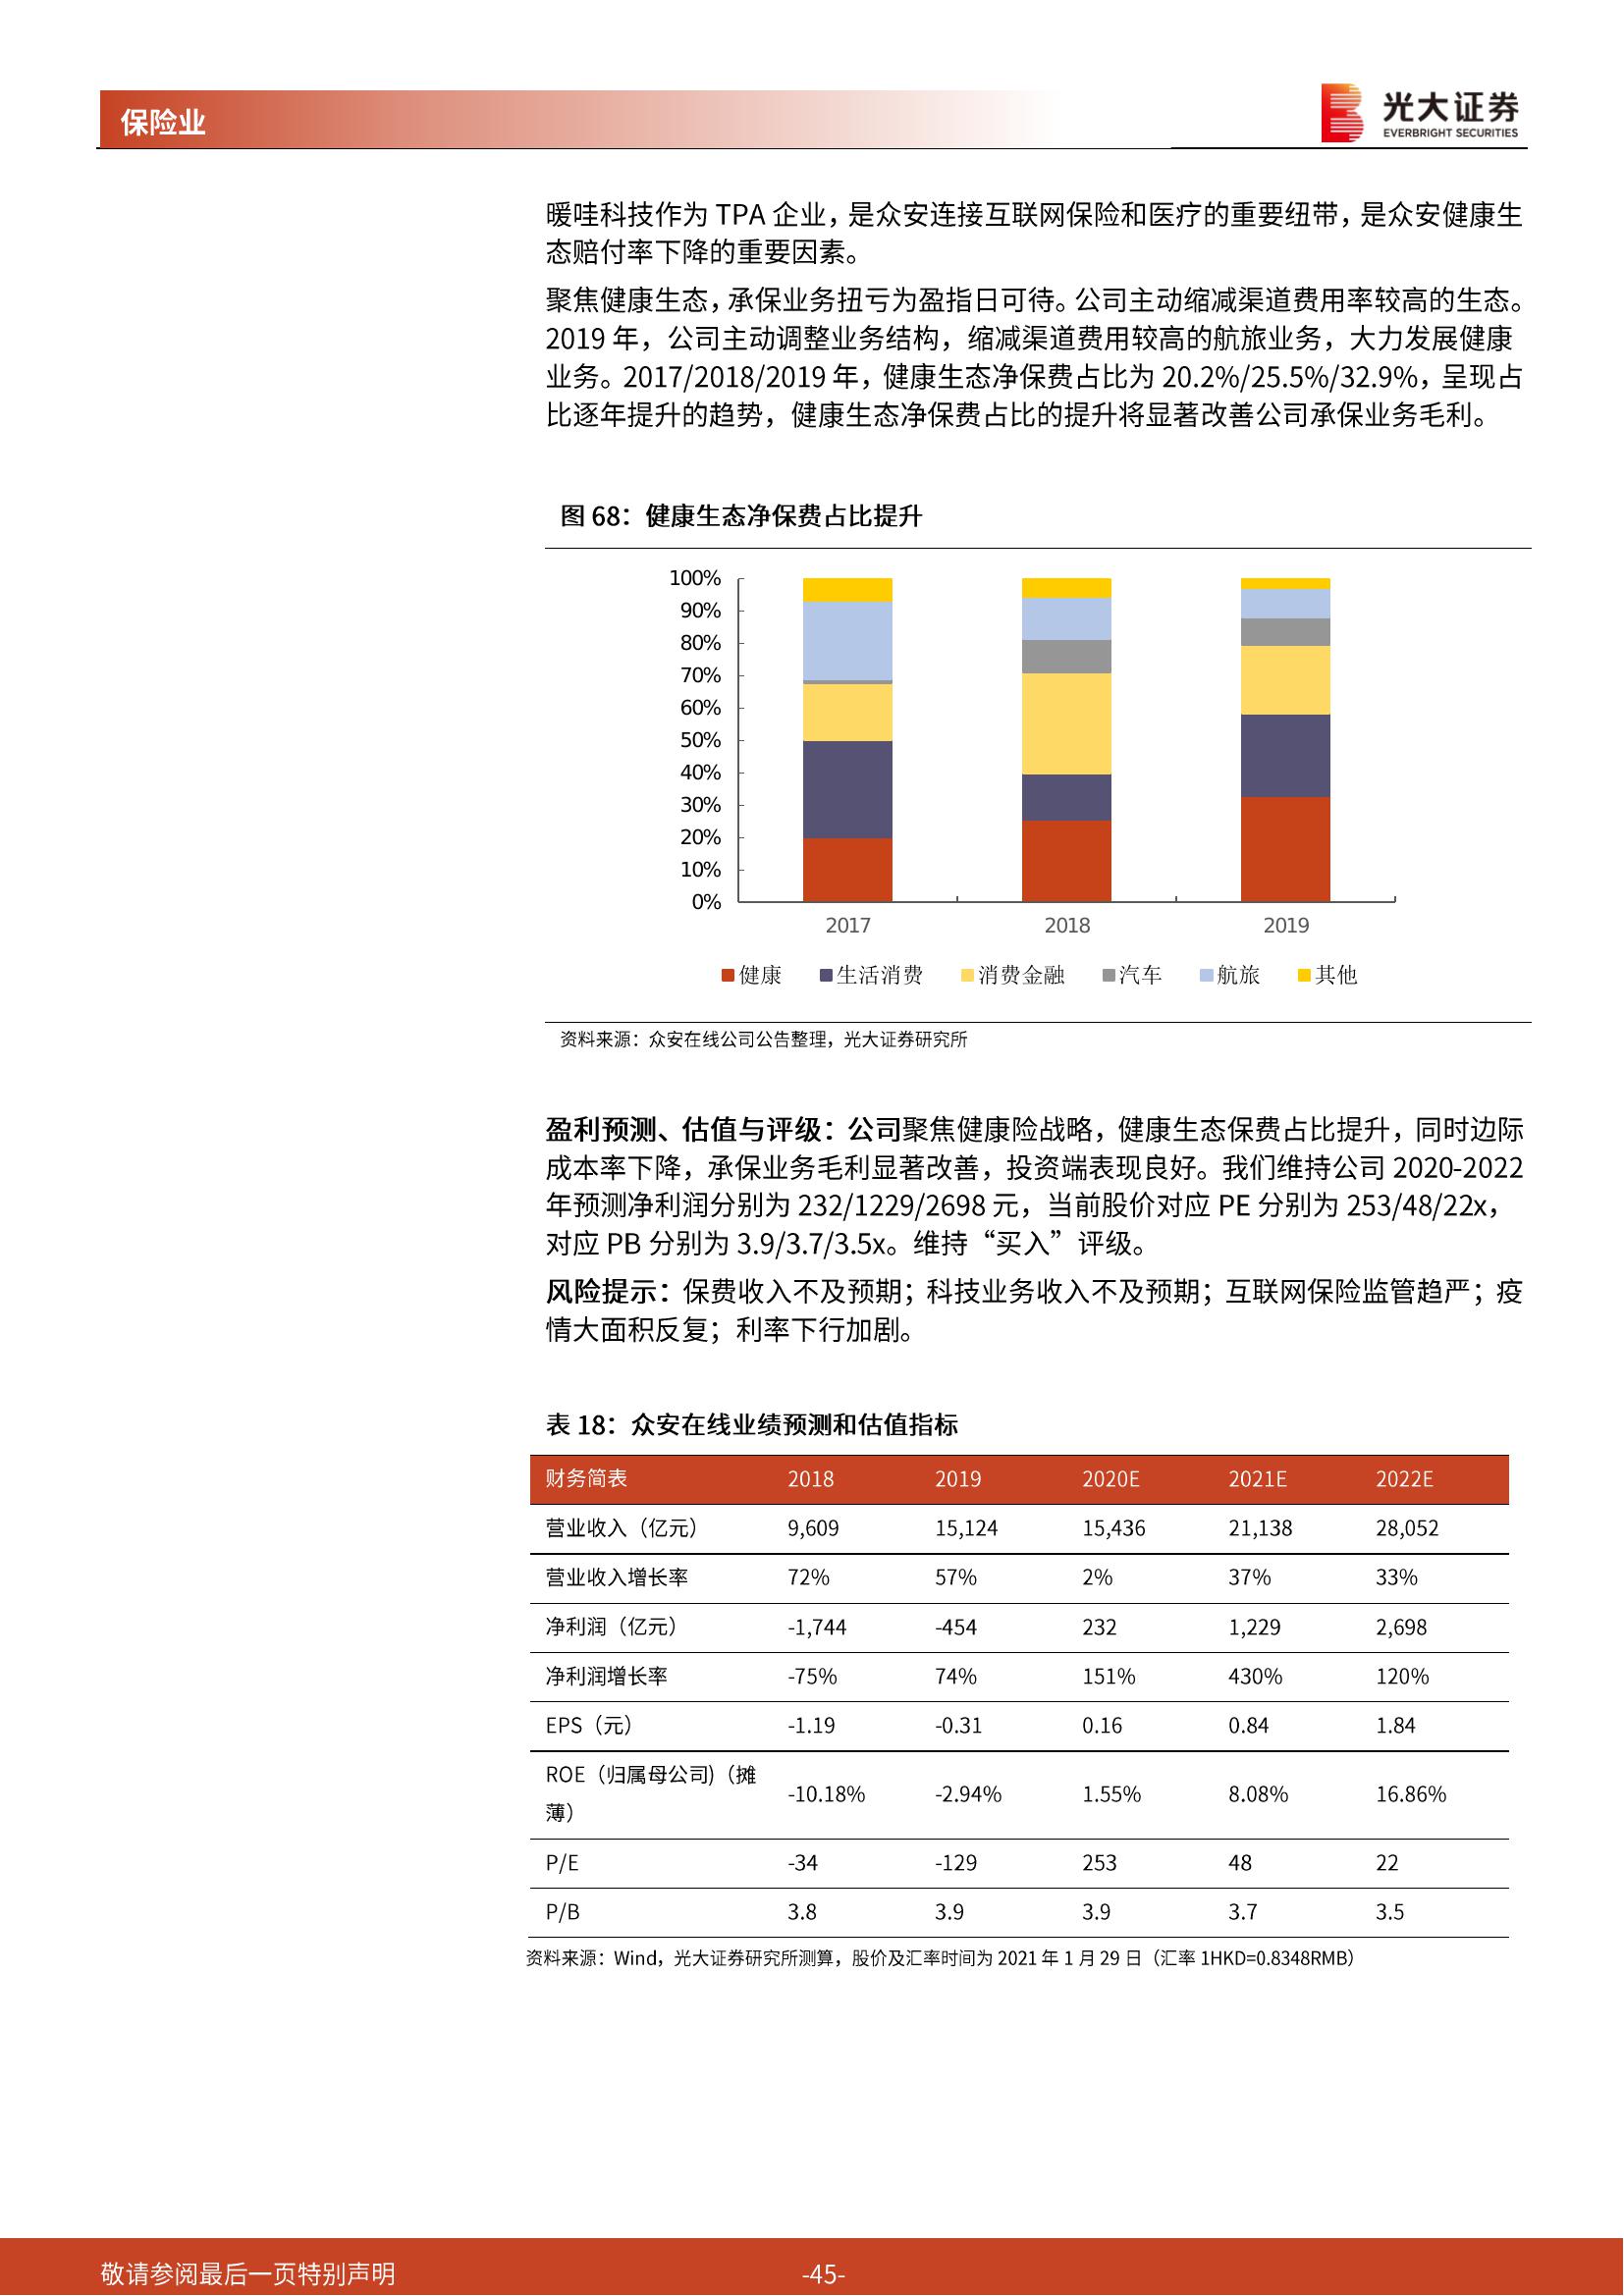 保险业
光大证券
EVERBRIGHT SECURITIES
暖哇科技作为 TPA 企业，是众安连接互联网保险和医疗的重要纽带，是众安健康生
态赔付率下降的重要因素。
聚焦健康生态，承保业务扭亏为盈指日可待。公司主动缩减渠道费用率较高的生态。
2019 年，公司主动调整业务结构，缩减渠道费用较高的航旅业务，大力发展健康
业务。2017/2018/2019 年，健康生态净保费占比为 20.2%/25.5%/32.9%，呈现占
比逐年提升的趋势，健康生态净保费占比的提升将显著改善公司承保业务毛利。
图 68：健康生态净保费占比提升
100%
90%
80%
70%
60%
50%
40%
30%
20%
10%
0%
2017 2018 2019
健康 生活消费 消费金融 汽车 航旅 其他
资料来源：众安在线公司公告整理，光大证券研究所
盈利预测、估值与评级：公司聚焦健康险战略，健康生态保费占比提升，同时边际
成本率下降，承保业务毛利显著改善，投资端表现良好。我们维持公司 2020-2022
年预测净利润分别为 232/1229/2698 元，当前股价对应 PE 分别为 253/48/22x，
对应 PB 分别为 3.9/3.7/3.5x。维持“买入”评级。
风险提示：保费收入不及预期；科技业务收入不及预期；互联网保险监管趋严；疫
情大面积反复；利率下行加剧。
表 18：众安在线业绩预测和估值指标
财务简表 2018 2019 2020E 2021E 2022E
营业收入（亿元） 9,609 15,124 15,436 21,138 28,052
营业收入增长率 72% 57% 2% 37% 33%
净利润（亿元） -1,744 -454 232 1,229 2,698
净利润增长率 -75% 74% 151% 430% 120%
EPS（元） -1.19 -0.31 0.16 0.84 1.84
ROE（归属母公司)（摊
薄） -10.18% -2.94% 1.55% 8.08% 16.86%
P/E -34 -129 253 48 22
P/B 3.8 3.9 3.9 3.7 3.5
资料来源：Wind，光大证券研究所测算，股价及汇率时间为 2021 年 1 月 29 日（汇率 1HKD=0.8348RMB）
敬请参阅最后一页特别声明 -45-